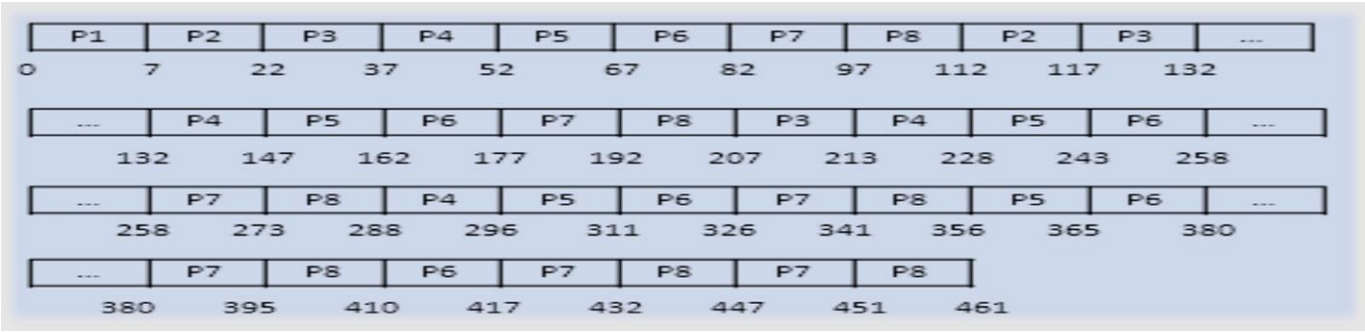 P1 P2 P3 P4 P5 P6 P7 P8 P2 P3 ...
0 7 22 37 52 67 82 97 112 117 132
... P4 P5 P6 P7 P8 P3 P4 P5 P6 ...
132 147 162 177 192 207 213 228 243 258
... P7 P8 P4 P5 P6 P7 P8 P5 P6 ...
258 273 288 296 311 326 341 356 365 380
... P7 P8 P6 P7 P8 P7 P8
380 395 410 417 432 447 451 461